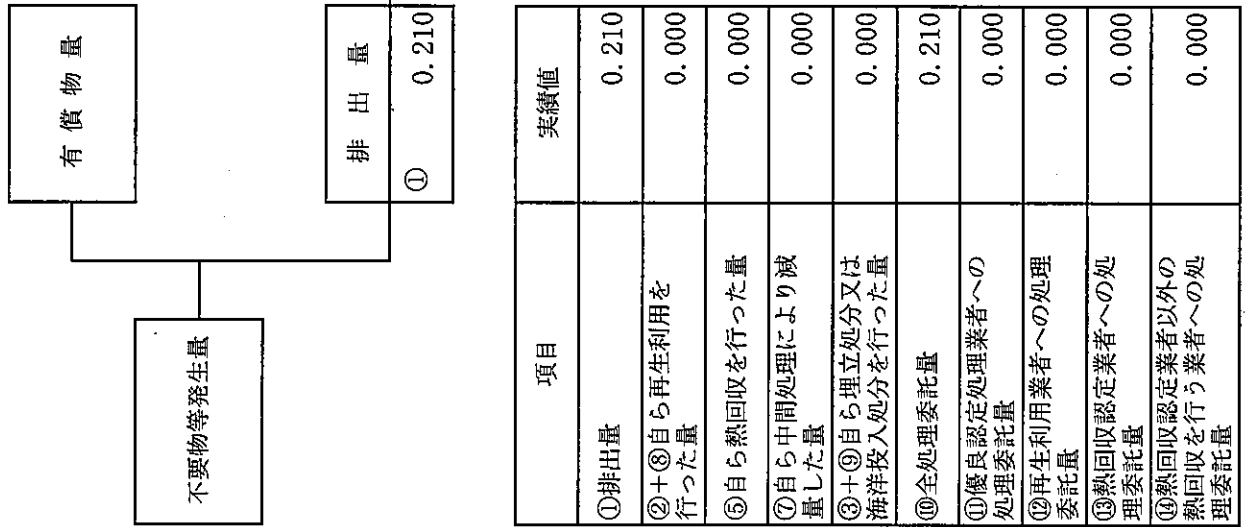 不要物等発生量
有償物量
排出量
① 0.210
項目 実績値
①排出量 0.210
②+⑧自ら再生利用を
行った量 0.000
⑤自ら熱回収を行った量 0.000
⑦自ら中間処理により減
量した量 0.000
③+⑨自ら埋立処分又は
海洋投入処分を行った量 0.000
⑩全処理委託量 0.210
⑪優良認定処理業者への
処理委託量 0.000
⑫再生利用業者への処理
委託量 0.000
⑬熱回収認定業者への処
理委託量 0.000
⑭熱回収認定業者以外の
熱回収を行う業者への処
理委託量 0.000